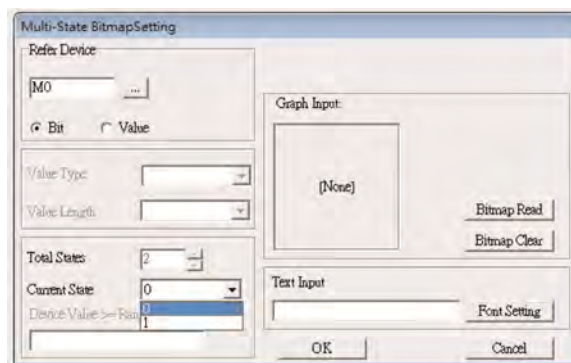 Multi-State BitmapSetting
Refer Device
M0
...
Bit
Value
Value Type
Value Length
Total States
2
Current State
0
0
1
Device Value >= Ran
Graph Input:
[None]
Bitmap Read
Bitmap Clear
Text Input
Font Setting
OK
Cancel